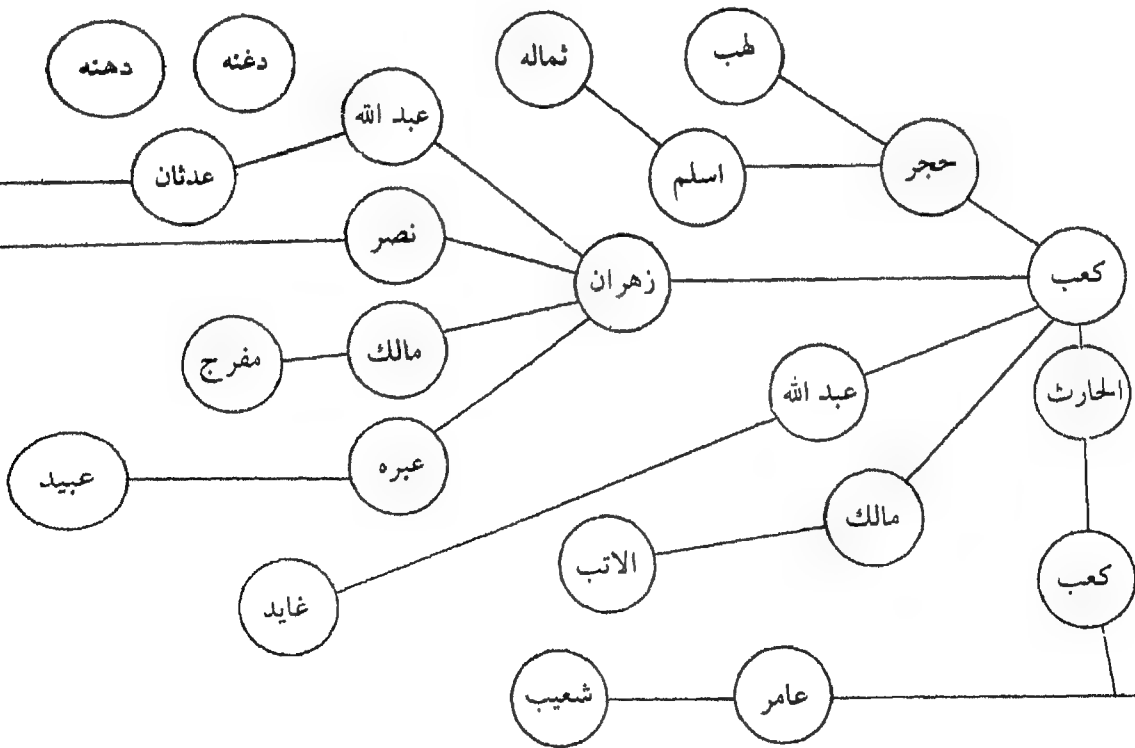 لهب
ثماله
دغنه
دهنه
عبد الله
حجر
اسلم
عدثان
نصر
كعب
زهران
مالك
مفرج
الحارث
عبد الله
عبره
عبيد
مالك
الاتب
كعب
غايد
عامر
شعيب